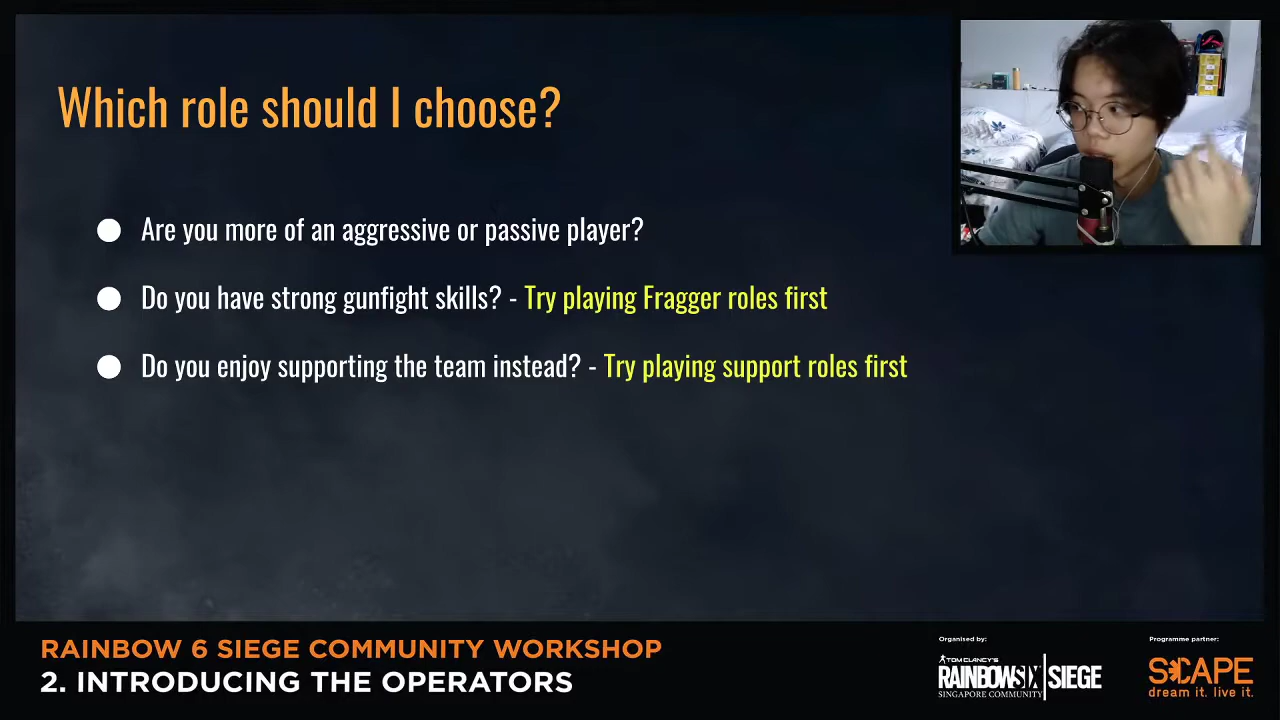 Which role should I choose?
● Are you more of an aggressive or passive player?
● Do you have strong gunfight skills? - Try playing Fragger roles first
● Do you enjoy supporting the team instead? - Try playing support roles first
RAINBOW 6 SIEGE COMMUNITY WORKSHOP
2. INTRODUCING THE OPERATORS
Organised by:
TOM CLANCY'S
RAINBOWSIX SIEGE
SINGAPORE COMMUNITY
Programme partner:
SCAPE
dream it. live it.